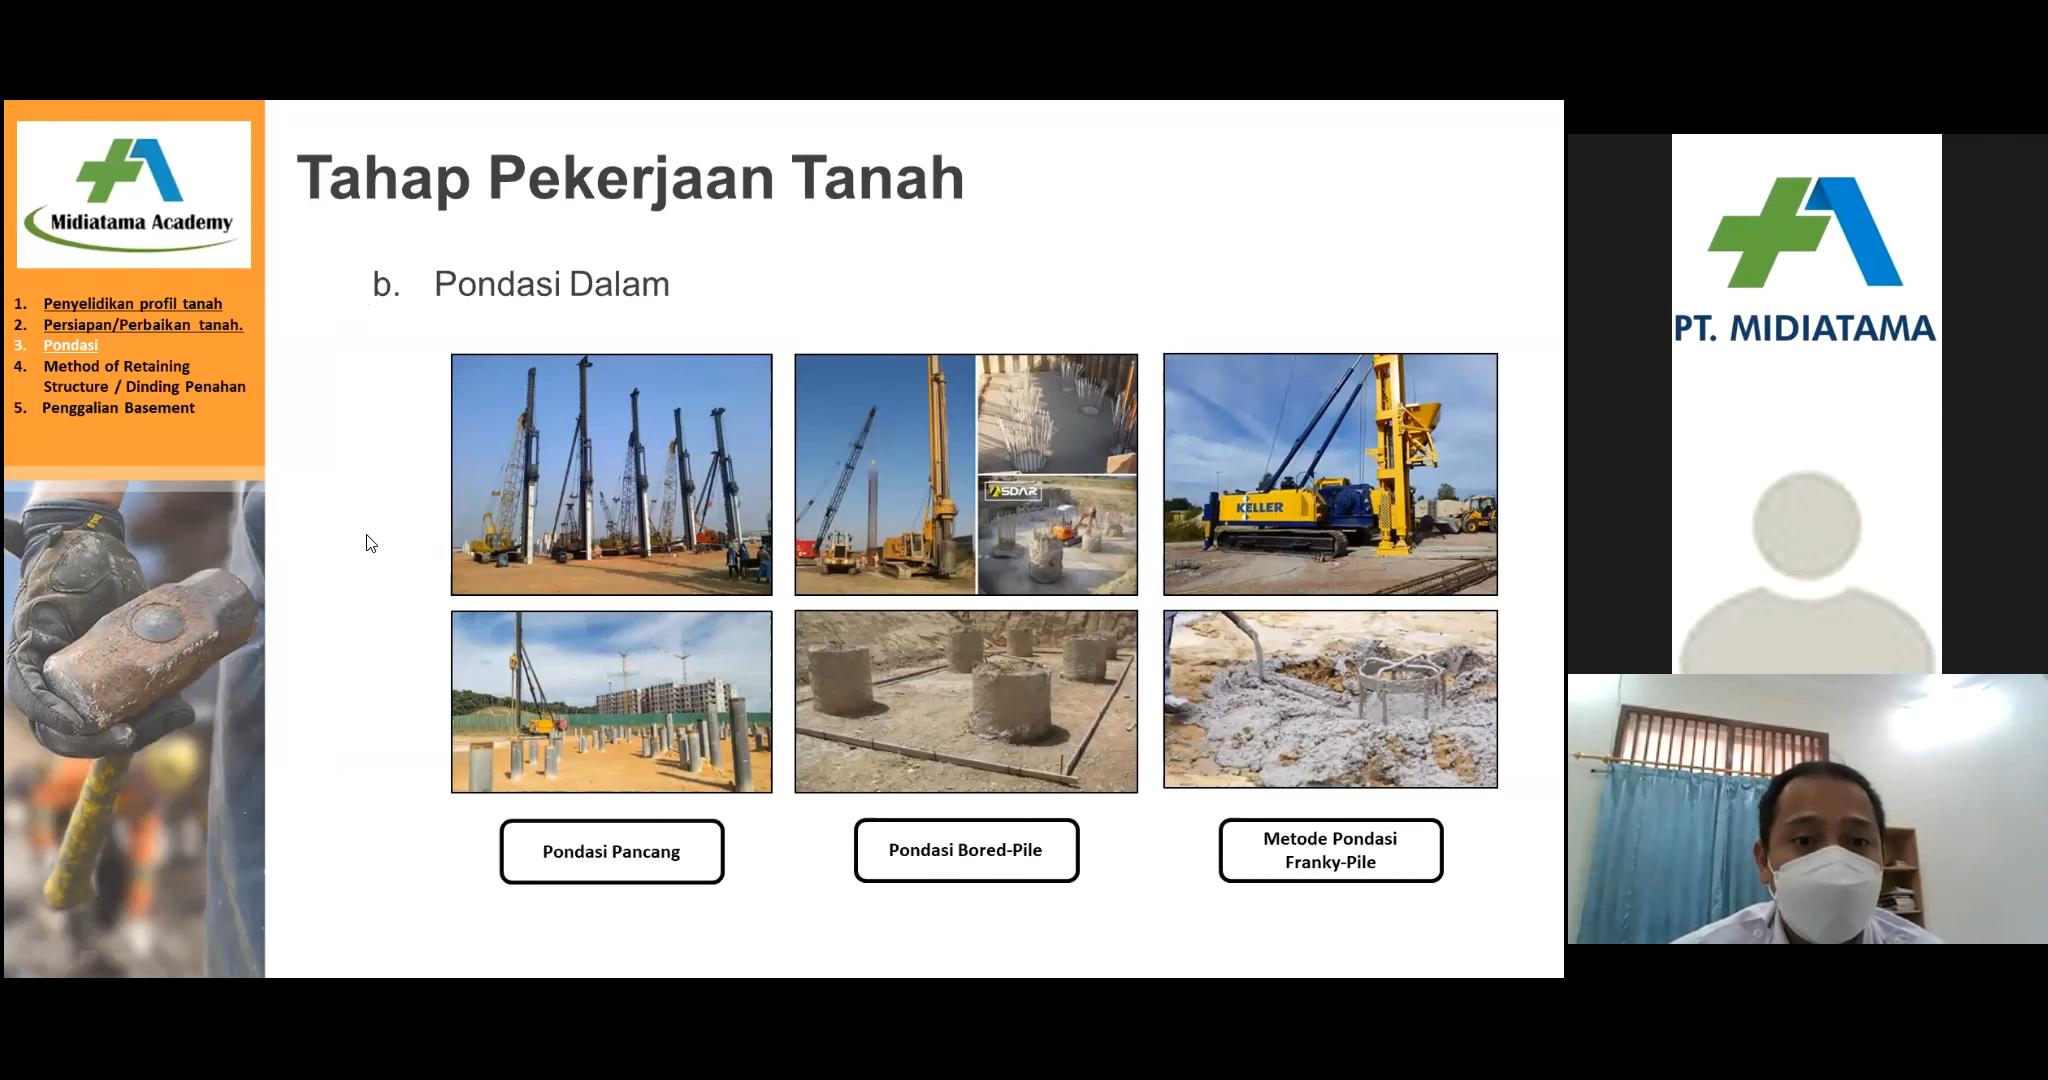 Midiatama Academy
1. Penyelidikan profil tanah
2. Persiapan/Perbaikan tanah.
3. Pondasi
4. Method of Retaining
Structure / Dinding Penahan
5. Penggalian Basement
Tahap Pekerjaan Tanah
b. Pondasi Dalam
SDAR
KELLER
Pondasi Pancang
Pondasi Bored-Pile
Metode Pondasi
Franky-Pile
PT. MIDIATAMA